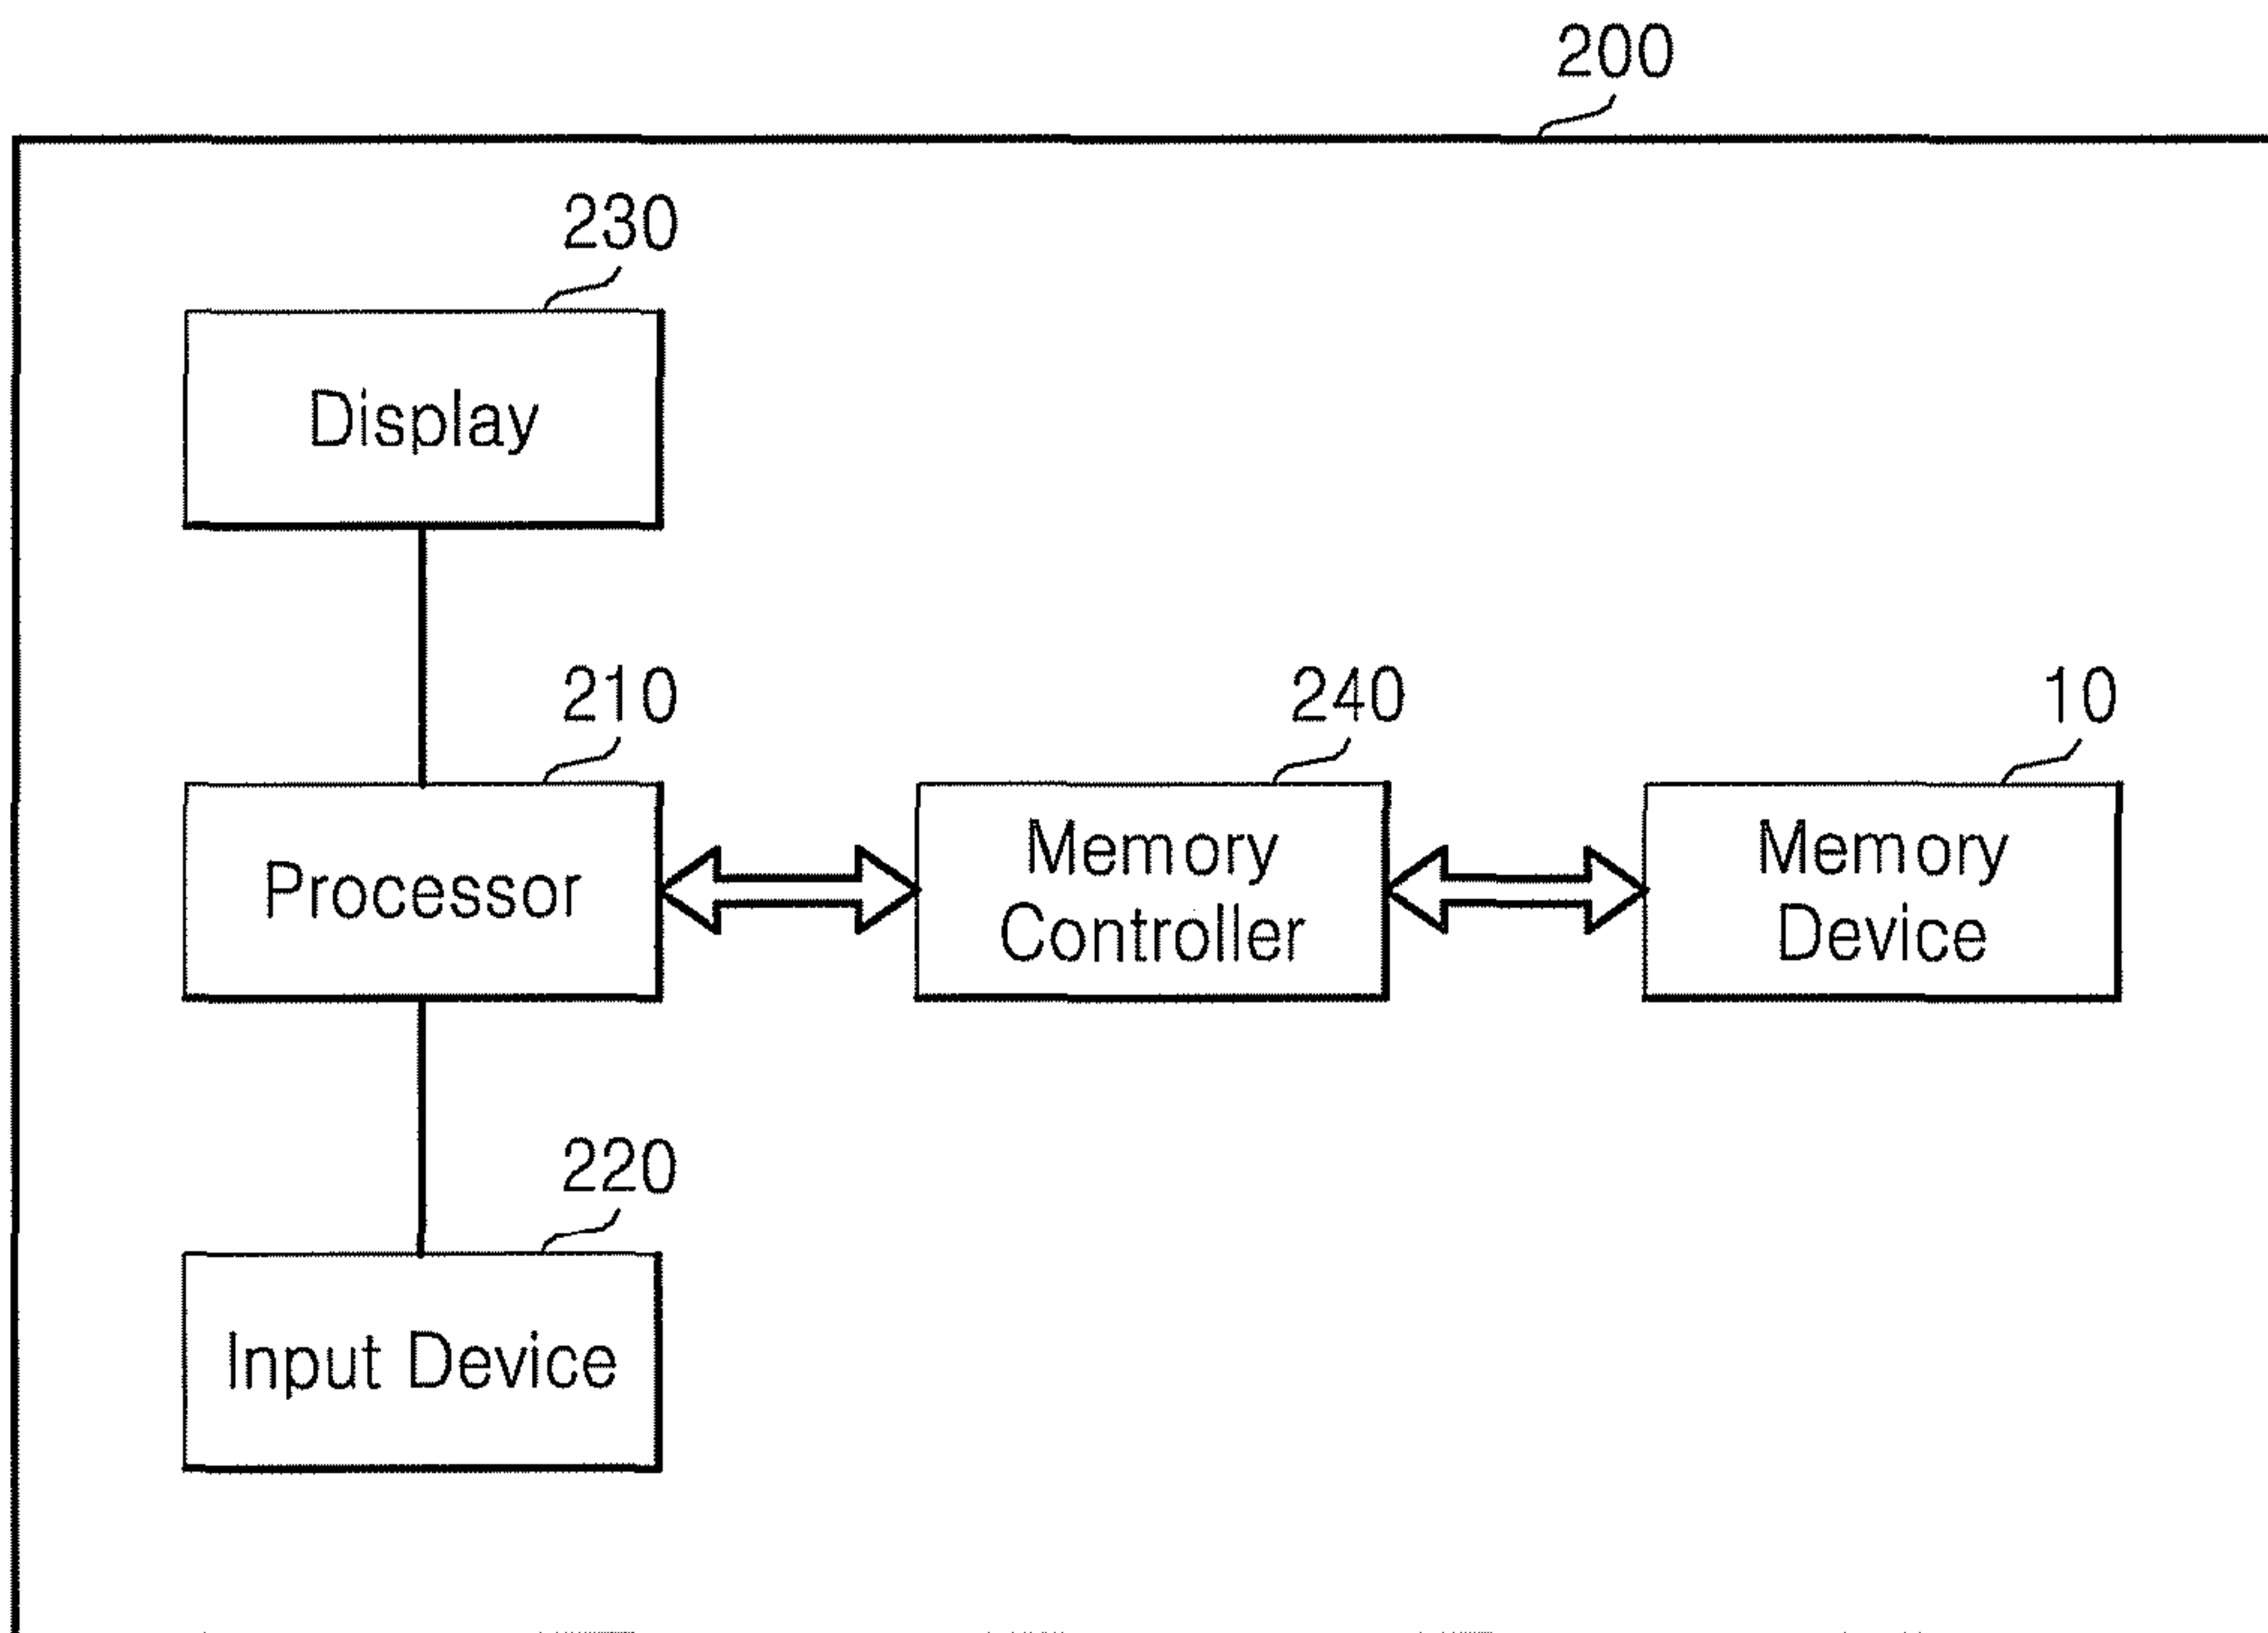 200
230
Display
210
240
10
Processor
Memory
Controller
Memory
Device
220
Input Device